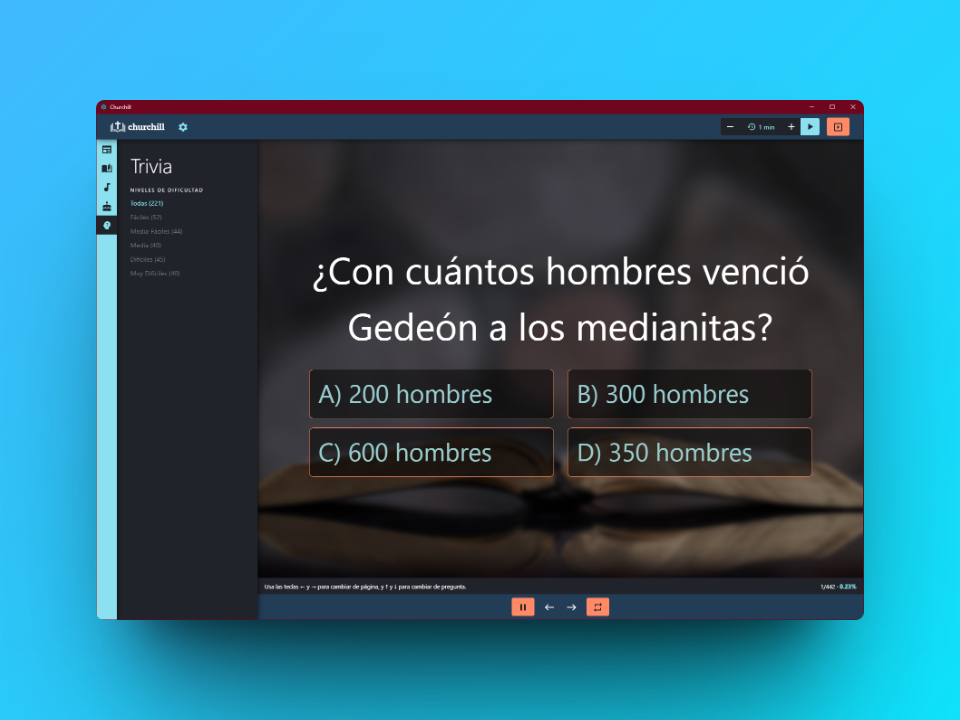 Churchill
churchill
1 min
Trivia
NIVELES DE DIFICULTAD
Todas (221)
Fáciles (52)
Media Fáciles (44)
Media (40)
Difíciles (45)
Muy Difíciles (40)
¿Con cuántos hombres venció
Gedeón a los medianitas?
A) 200 hombres
B) 300 hombres
C) 600 hombres
D) 350 hombres
Usa las teclas ← y → para cambiar de página, y ↑ y ↓ para cambiar de pregunta.
1/442 - 0.23%